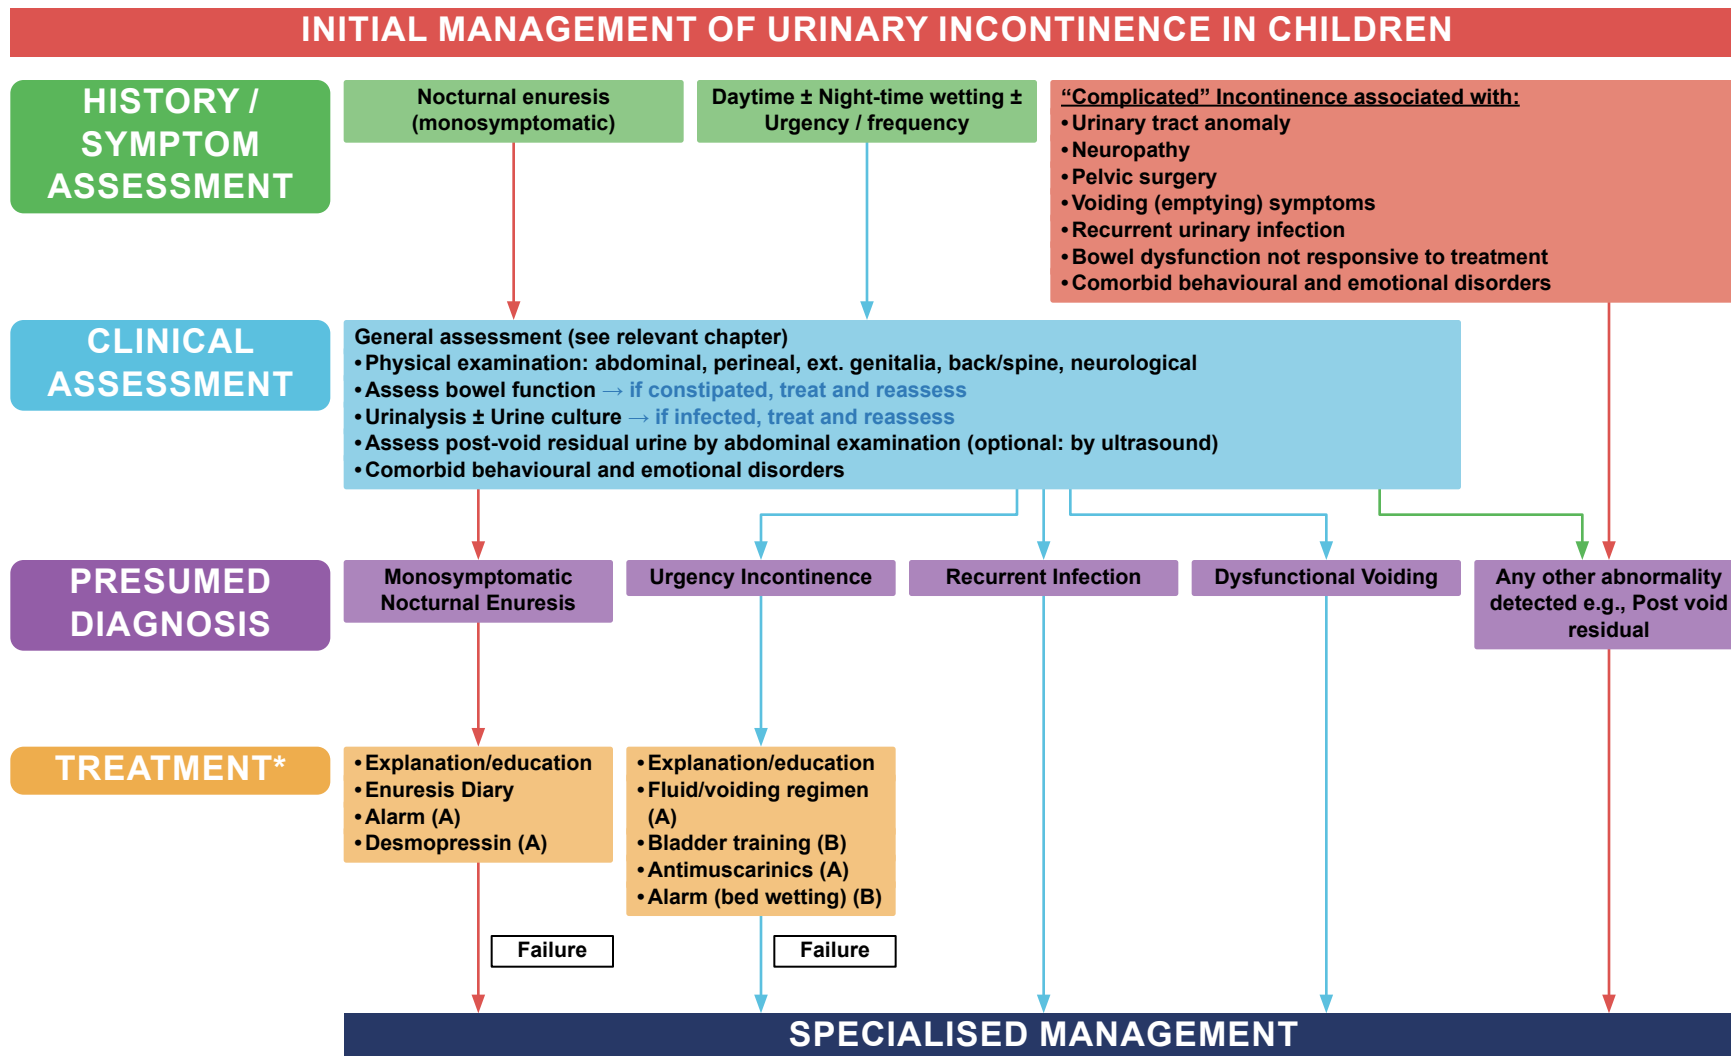 INITIAL MANAGEMENT OF URINARY INCONTINENCE IN CHILDREN
HISTORY /
SYMPTOM
ASSESSMENT
Nocturnal enuresis
(monosymptomatic)
Daytime ± Night-time wetting ±
Urgency / frequency
“Complicated” Incontinence associated with:
• Urinary tract anomaly
• Neuropathy
• Pelvic surgery
• Voiding (emptying) symptoms
• Recurrent urinary infection
• Bowel dysfunction not responsive to treatment
• Comorbid behavioural and emotional disorders
CLINICAL
ASSESSMENT
General assessment (see relevant chapter)
• Physical examination: abdominal, perineal, ext. genitalia, back/spine, neurological
• Assess bowel function → if constipated, treat and reassess
• Urinalysis ± Urine culture → if infected, treat and reassess
• Assess post-void residual urine by abdominal examination (optional: by ultrasound)
• Comorbid behavioural and emotional disorders
PRESUMED
DIAGNOSIS
Monosymptomatic
Nocturnal Enuresis
Urgency Incontinence
Recurrent Infection
Dysfunctional Voiding
Any other abnormality
detected e.g., Post void
residual
TREATMENT*
• Explanation/education
• Enuresis Diary
• Alarm (A)
• Desmopressin (A)
• Explanation/education
• Fluid/voiding regimen
(A)
• Bladder training (B)
• Antimuscarinics (A)
• Alarm (bed wetting) (B)
Failure
Failure
SPECIALISED MANAGEMENT